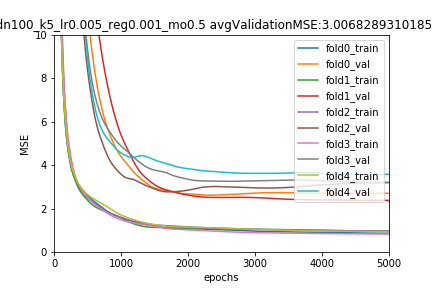 dn100_k5_lr0.005_reg0.001_mo0.5 avgValidationMSE:3.0068289310185
10
8
6
4
2
0
MSE
fold0_train
fold0_val
fold1_train
fold1_val
fold2_train
fold2_val
fold3_train
fold3_val
fold4_train
fold4_val
0 1000 2000 3000 4000 5000
epochs